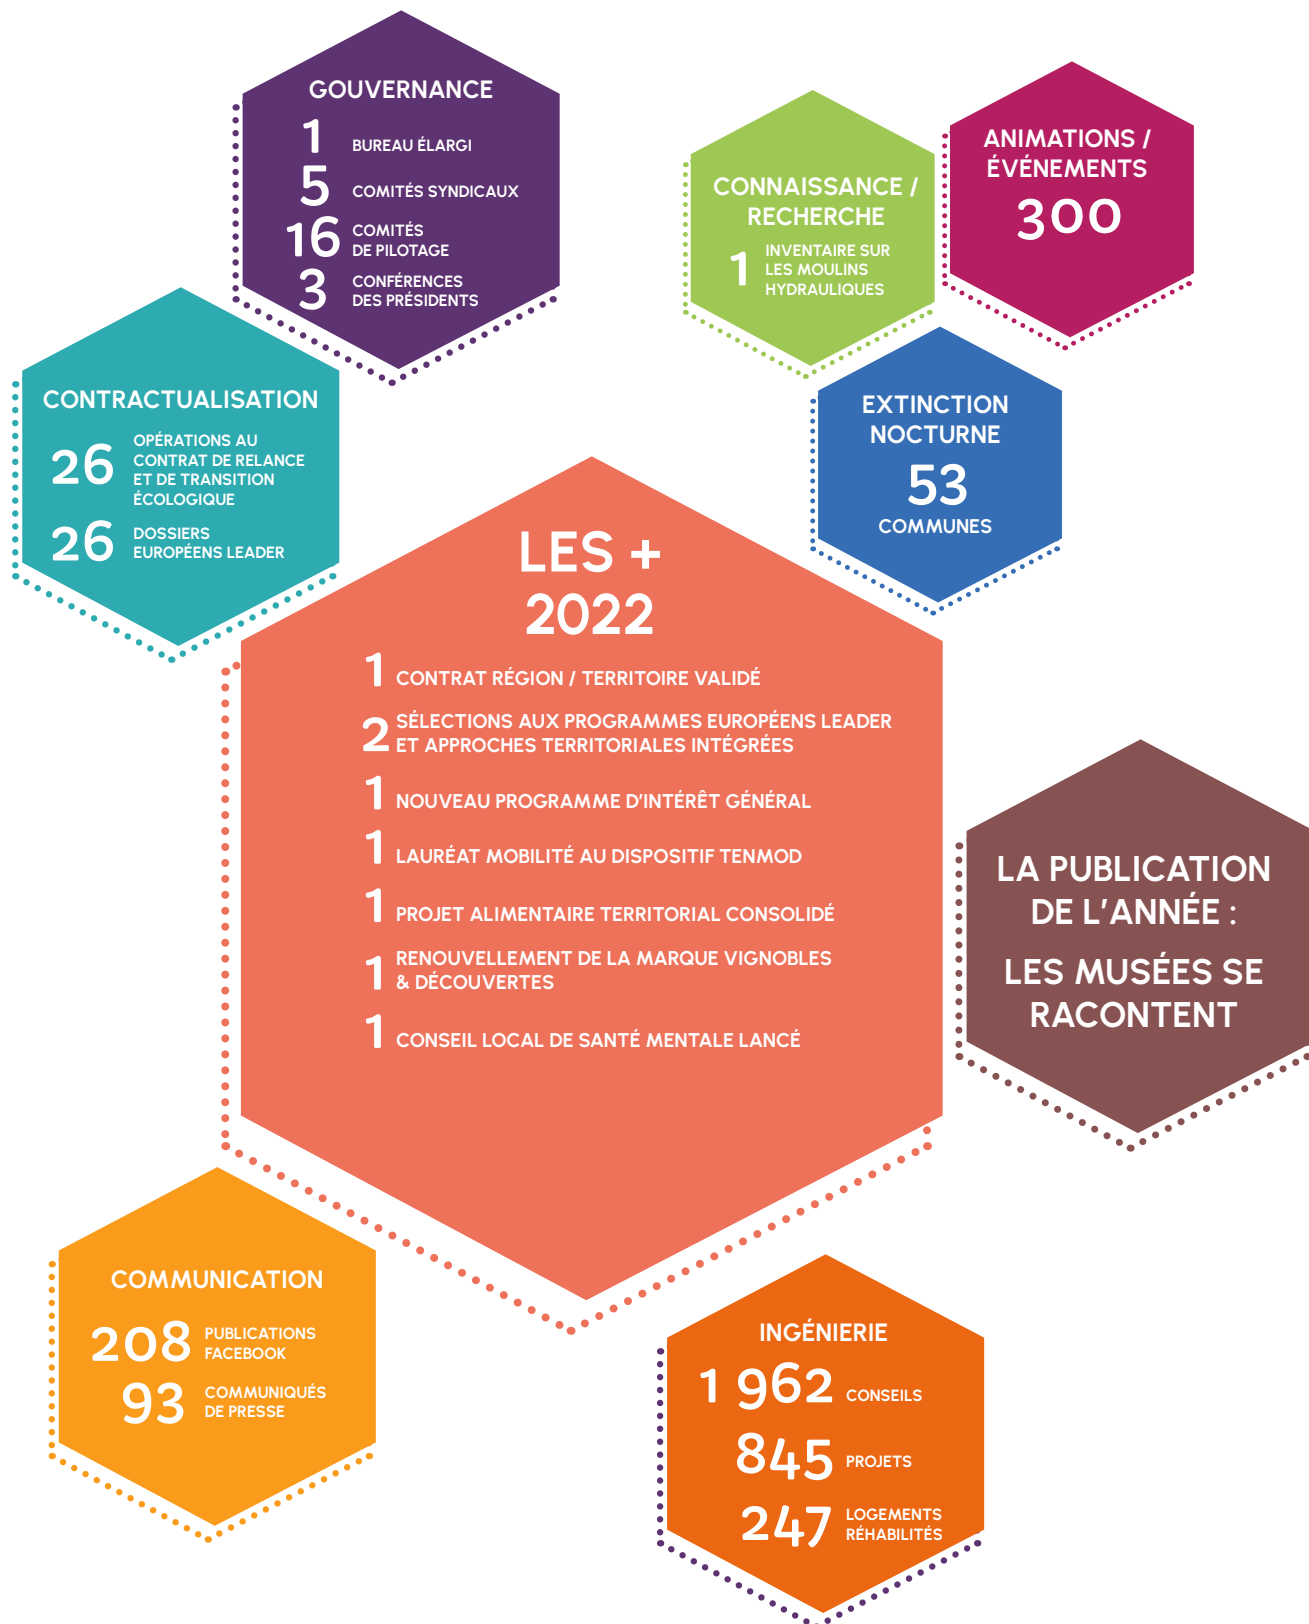 GOUVERNANCE
1 BUREAU ÉLARGI
5 COMITÉS SYNDICAUX
16 COMITÉS
DE PILOTAGE
3 CONFÉRENCES
DES PRÉSIDENTS
CONNAISSANCE /
RECHERCHE
1 INVENTAIRE SUR
LES MOULINS
HYDRAULIQUES
ANIMATIONS /
ÉVÉNEMENTS
300
CONTRACTUALISATION
26 OPÉRATIONS AU
CONTRAT DE RELANCE
ET DE TRANSITION
ÉCOLOGIQUE
26 DOSSIERS
EUROPÉENS LEADER
EXTINCTION
NOCTURNE
53
COMMUNES
LES +
2022
1 CONTRAT RÉGION / TERRITOIRE VALIDÉ
2 SÉLECTIONS AUX PROGRAMMES EUROPÉENS LEADER
ET APPROCHES TERRITORIALES INTÉGRÉES
1 NOUVEAU PROGRAMME D'INTÉRÊT GÉNÉRAL
1 LAURÉAT MOBILITÉ AU DISPOSITIF TENMOD
1 PROJET ALIMENTAIRE TERRITORIAL CONSOLIDÉ
1 RENOUVELLEMENT DE LA MARQUE VIGNOBLES
& DÉCOUVERTES
1 CONSEIL LOCAL DE SANTÉ MENTALE LANCÉ
LA PUBLICATION
DE L'ANNÉE :
LES MUSÉES SE
RACONTENT
COMMUNICATION
208 PUBLICATIONS
FACEBOOK
93 COMMUNIQUÉS
DE PRESSE
INGÉNIERIE
1 962 CONSEILS
845 PROJETS
247 LOGEMENTS
RÉHABILITÉS